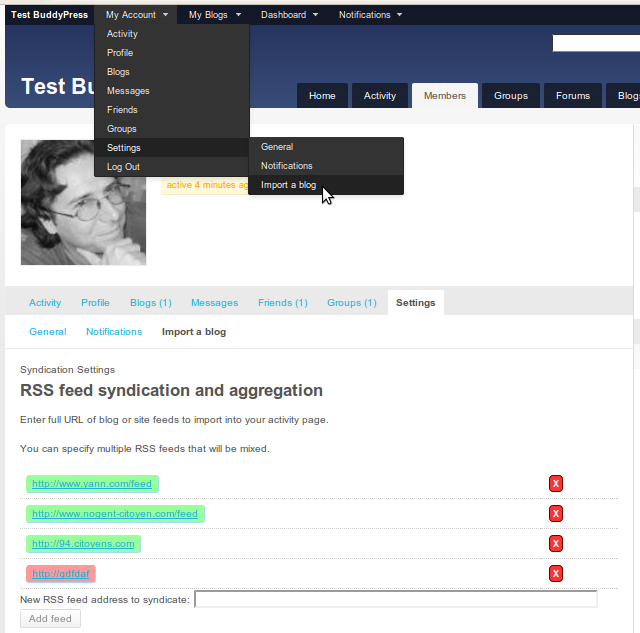 Test BuddyPress My Account My Blogs Dashboard Notifications
Activity
Profile
Blogs
Messages
Friends
Groups
Settings
Log Out
General
Notifications
Import a blog
Test Bu
Home Activity Members Groups Forums Blogs
active 4 minutes ag
Activity Profile Blogs (1) Messages Friends (1) Groups (1) Settings
General Notifications Import a blog
Syndication Settings
RSS feed syndication and aggregation
Enter full URL of blog or site feeds to import into your activity page.
You can specify multiple RSS feeds that will be mixed.
http://www.yann.com/feed X
http://www.nogent-citoyen.com/feed X
http://94.citoyens.com X
http://gdfdaf X
New RSS feed address to syndicate:
Add feed